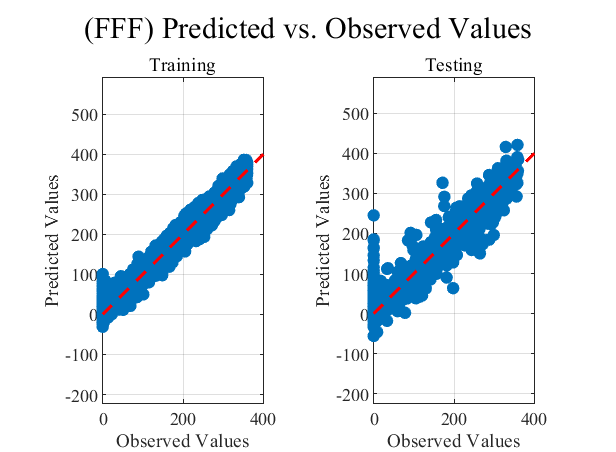 (FFF) Predicted vs. Observed Values
Training
Predicted Values
500
400
300
200
100
0
-100
-200
0 200 400
Observed Values
Testing
Predicted Values
500
400
300
200
100
0
-100
-200
0 200 400
Observed Values